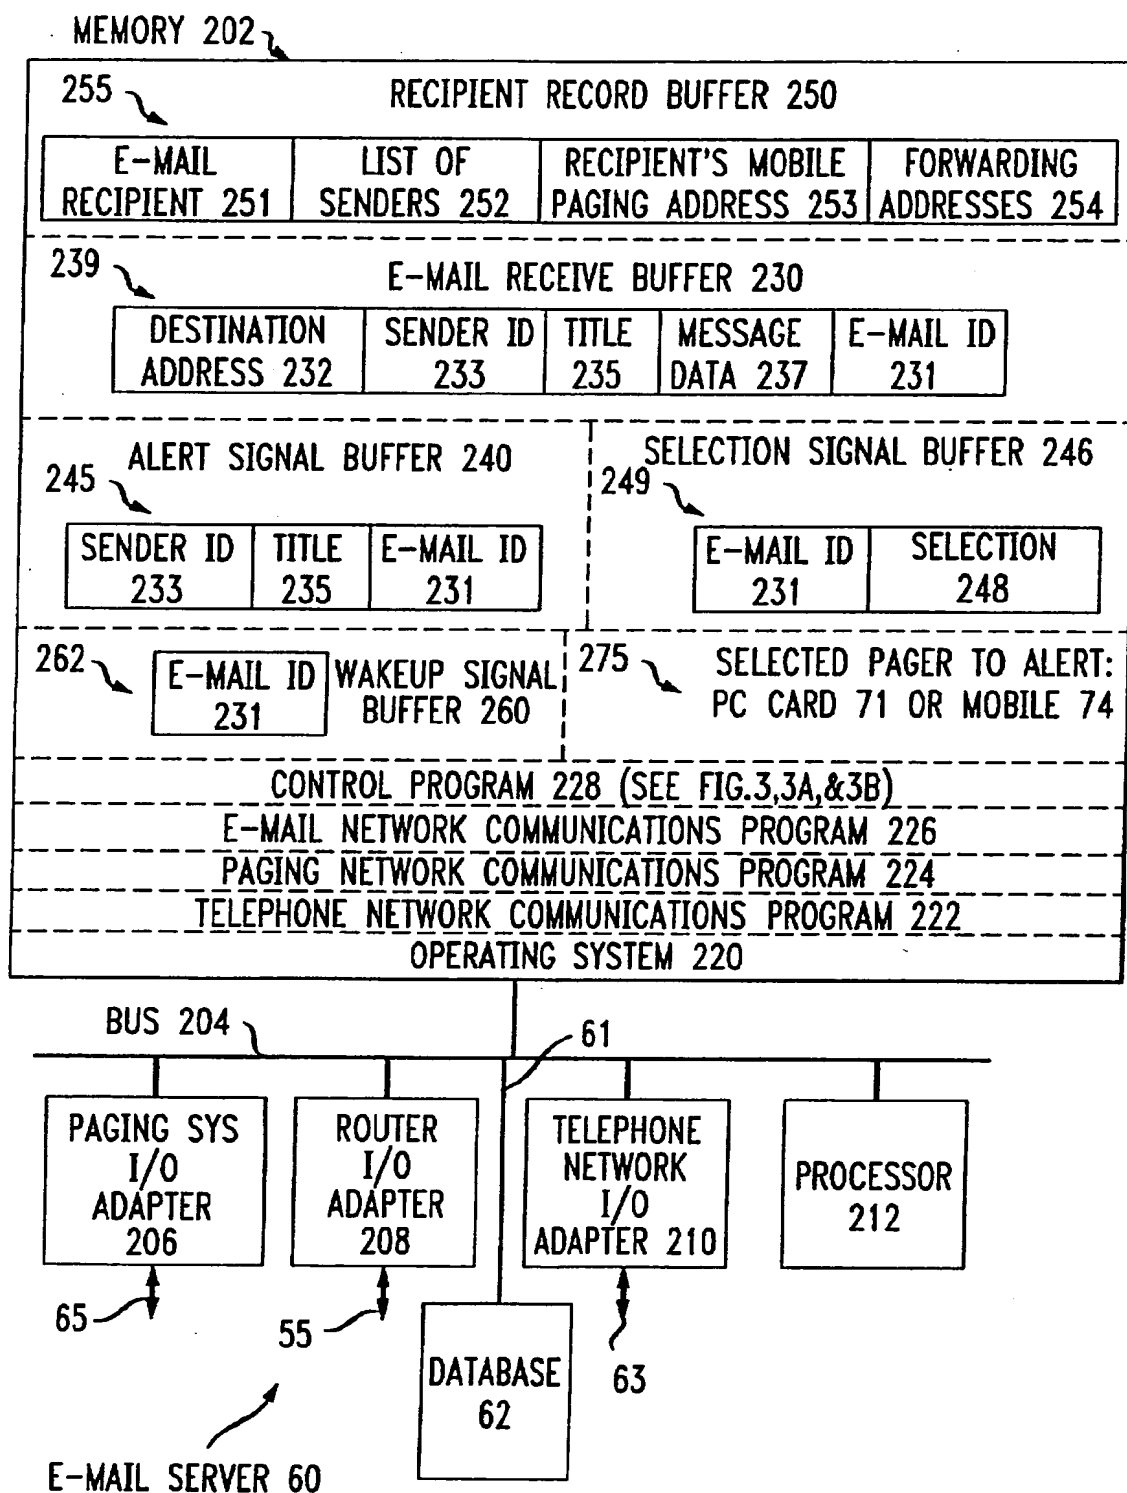 MEMORY 202
255
RECIPIENT RECORD BUFFER 250
E-MAIL RECIPIENT 251
LIST OF SENDERS 252
RECIPIENT'S MOBILE PAGING ADDRESS 253
FORWARDING ADDRESSES 254
239
E-MAIL RECEIVE BUFFER 230
DESTINATION ADDRESS 232
SENDER ID 233
TITLE 235
MESSAGE DATA 237
E-MAIL ID 231
ALERT SIGNAL BUFFER 240
245
SENDER ID 233
TITLE 235
E-MAIL ID 231
SELECTION SIGNAL BUFFER 246
249
E-MAIL ID 231
SELECTION 248
262
E-MAIL ID 231
WAKEUP SIGNAL BUFFER 260
275
SELECTED PAGER TO ALERT:
PC CARD 71 OR MOBILE 74
CONTROL PROGRAM 228 (SEE FIG.3,3A,&3B)
E-MAIL NETWORK COMMUNICATIONS PROGRAM 226
PAGING NETWORK COMMUNICATIONS PROGRAM 224
TELEPHONE NETWORK COMMUNICATIONS PROGRAM 222
OPERATING SYSTEM 220
BUS 204
61
PAGING SYS
I/O
ADAPTER
206
ROUTER
I/O
ADAPTER
208
TELEPHONE
NETWORK
I/O
ADAPTER 210
PROCESSOR
212
65
55
63
DATABASE
62
E-MAIL SERVER 60